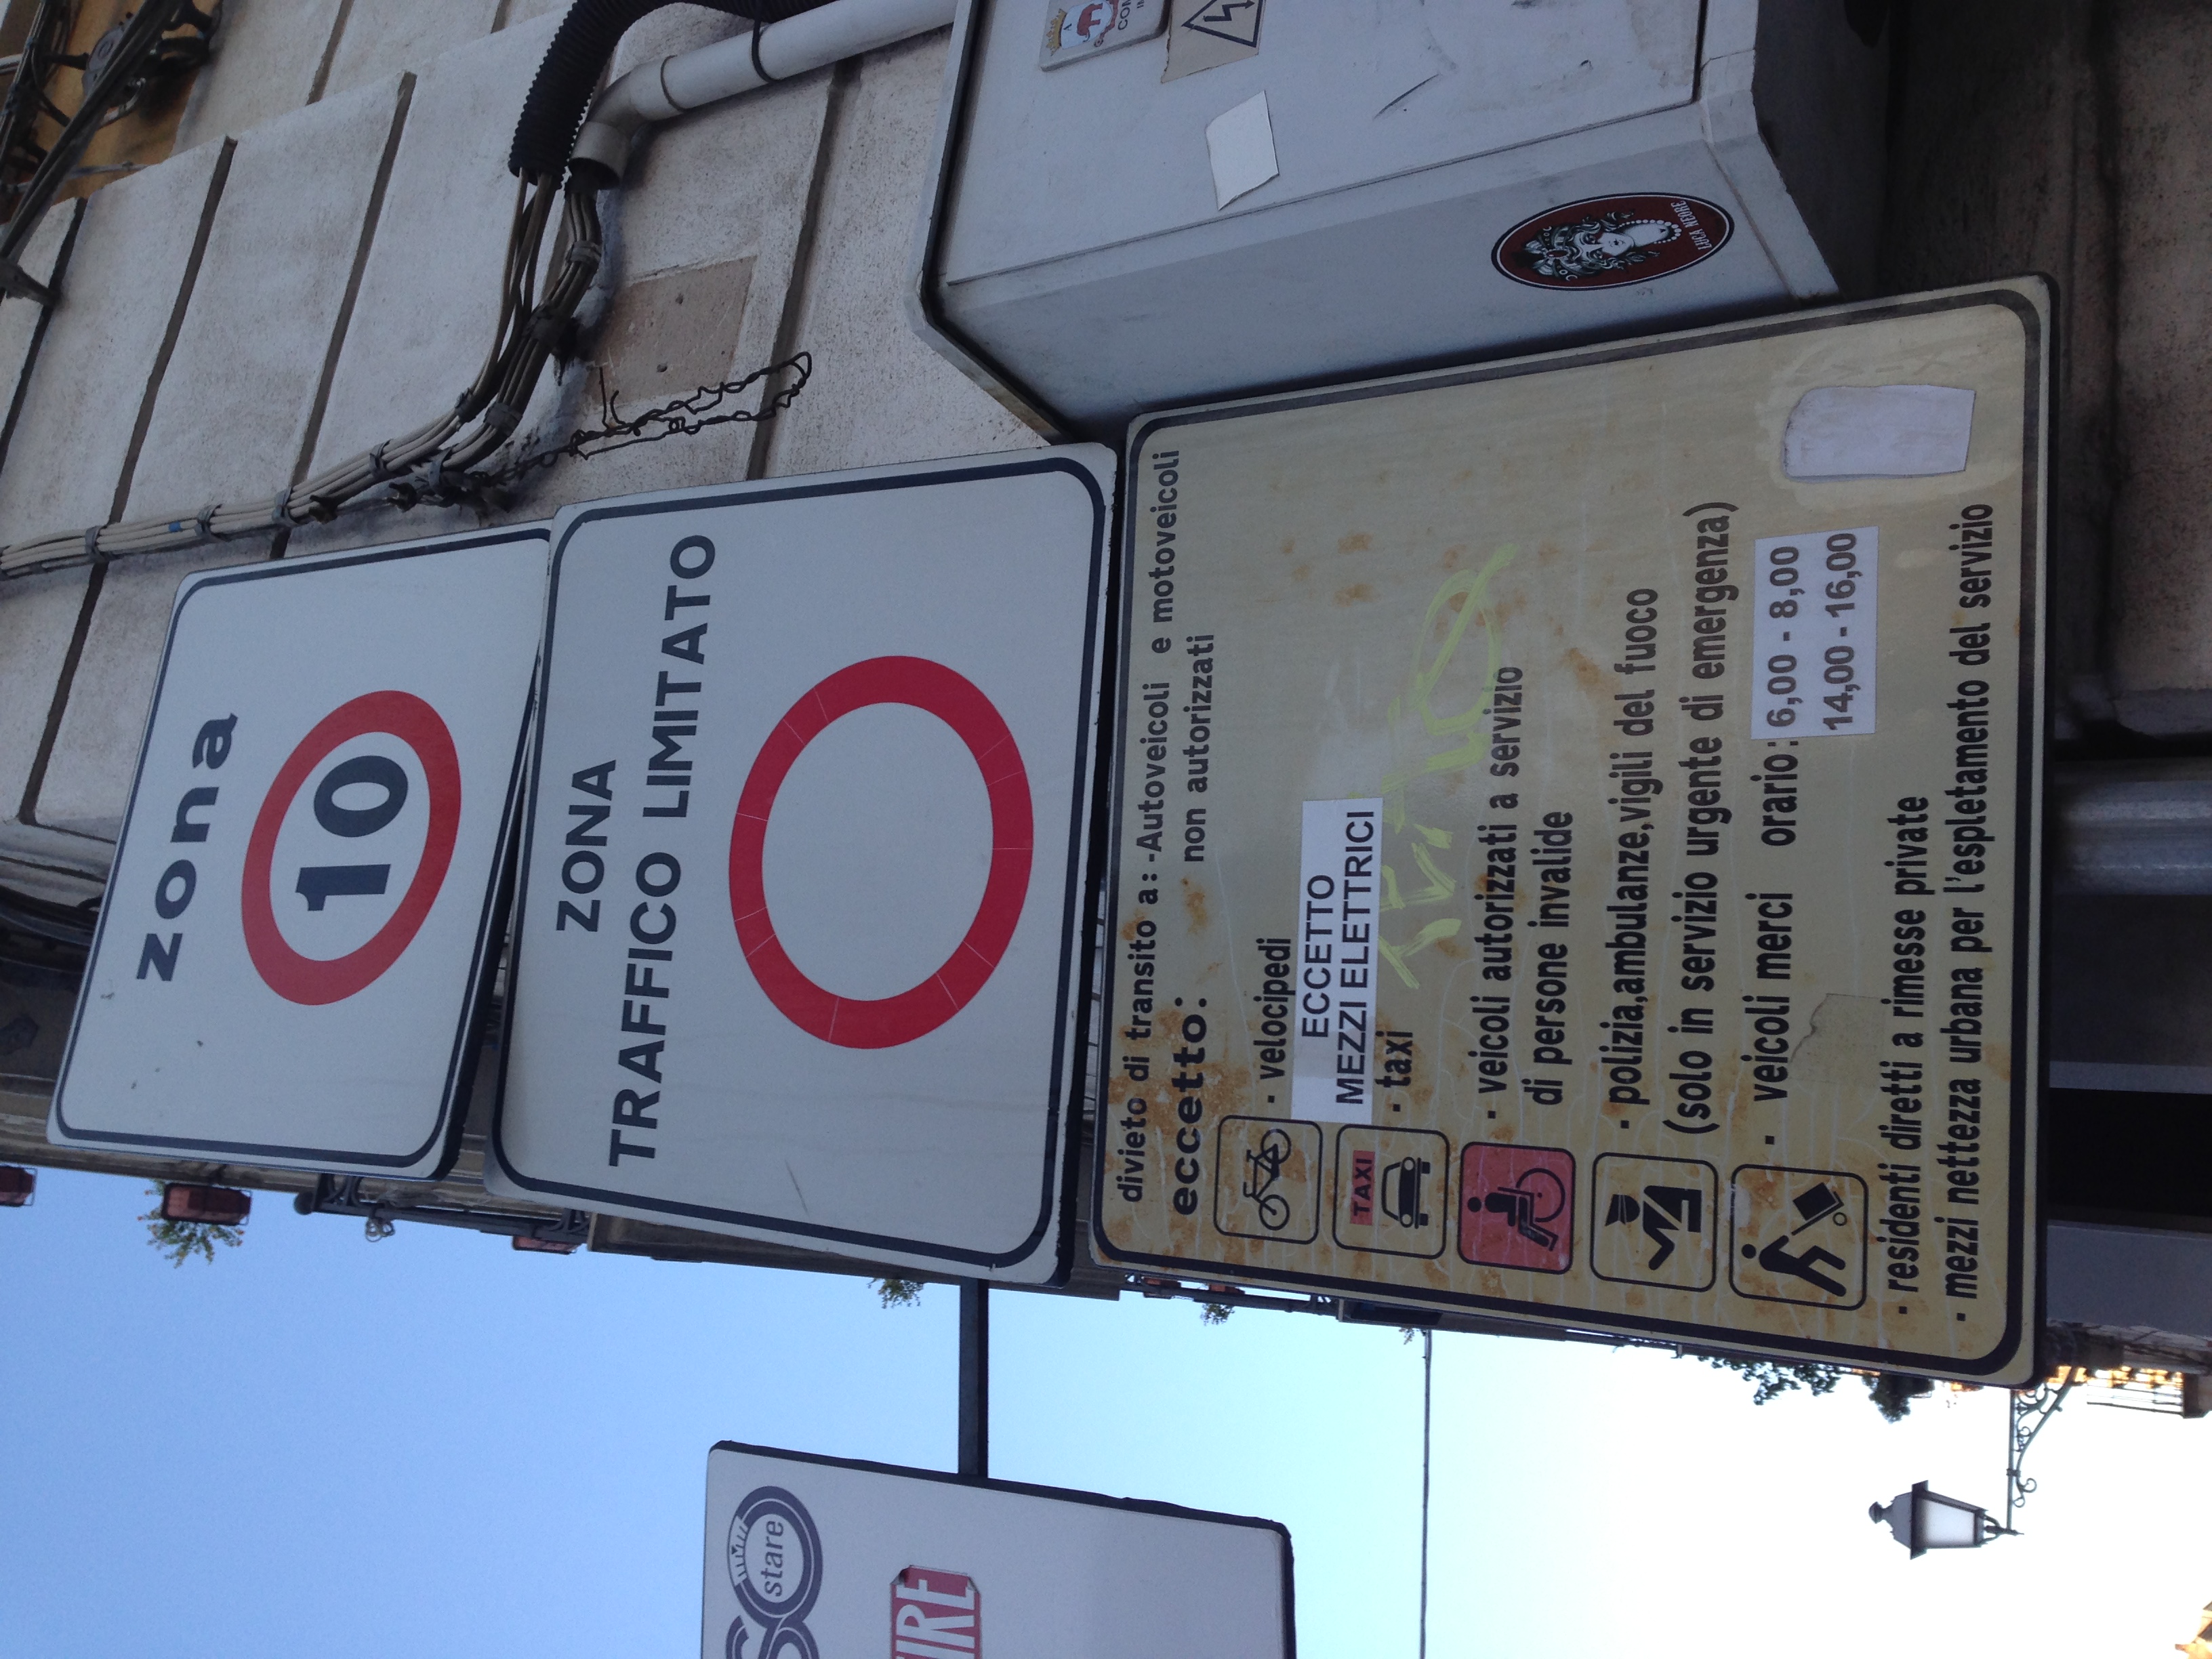 zona
10
ZONA
TRAFFICO LIMITATO
divieto di transito a:-Autoveicoli e motoveicoli
non autorizzati
eccetto:
· velocipedi
ECCETTO
MEZZI ELETTRICI
TAXI
· taxi
· veicoli autorizzati a servizio
di persone invalide
· polizia,ambulanze,vigili del fuoco
(solo in servizio urgente di emergenza)
· veicoli merci orario: 6,00 - 8,00
14,00 - 16,00
· residenti diretti a rimesse private
· mezzi nettezza urbana per l'espletamento del servizio
stare
LUCA NEGRE